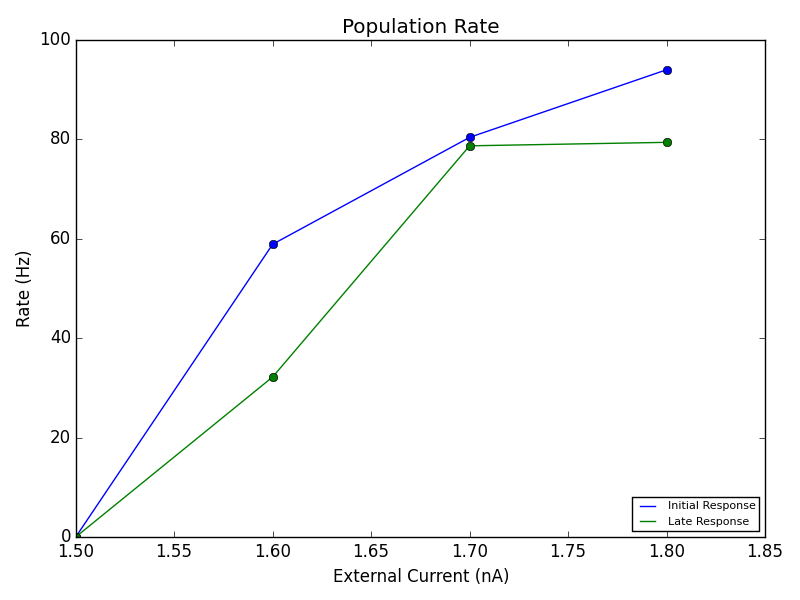 Population Rate
100
80
60
40
20
0
Rate (Hz)
1.50 1.55 1.60 1.65 1.70 1.75 1.80 1.85
External Current (nA)
Initial Response
Late Response